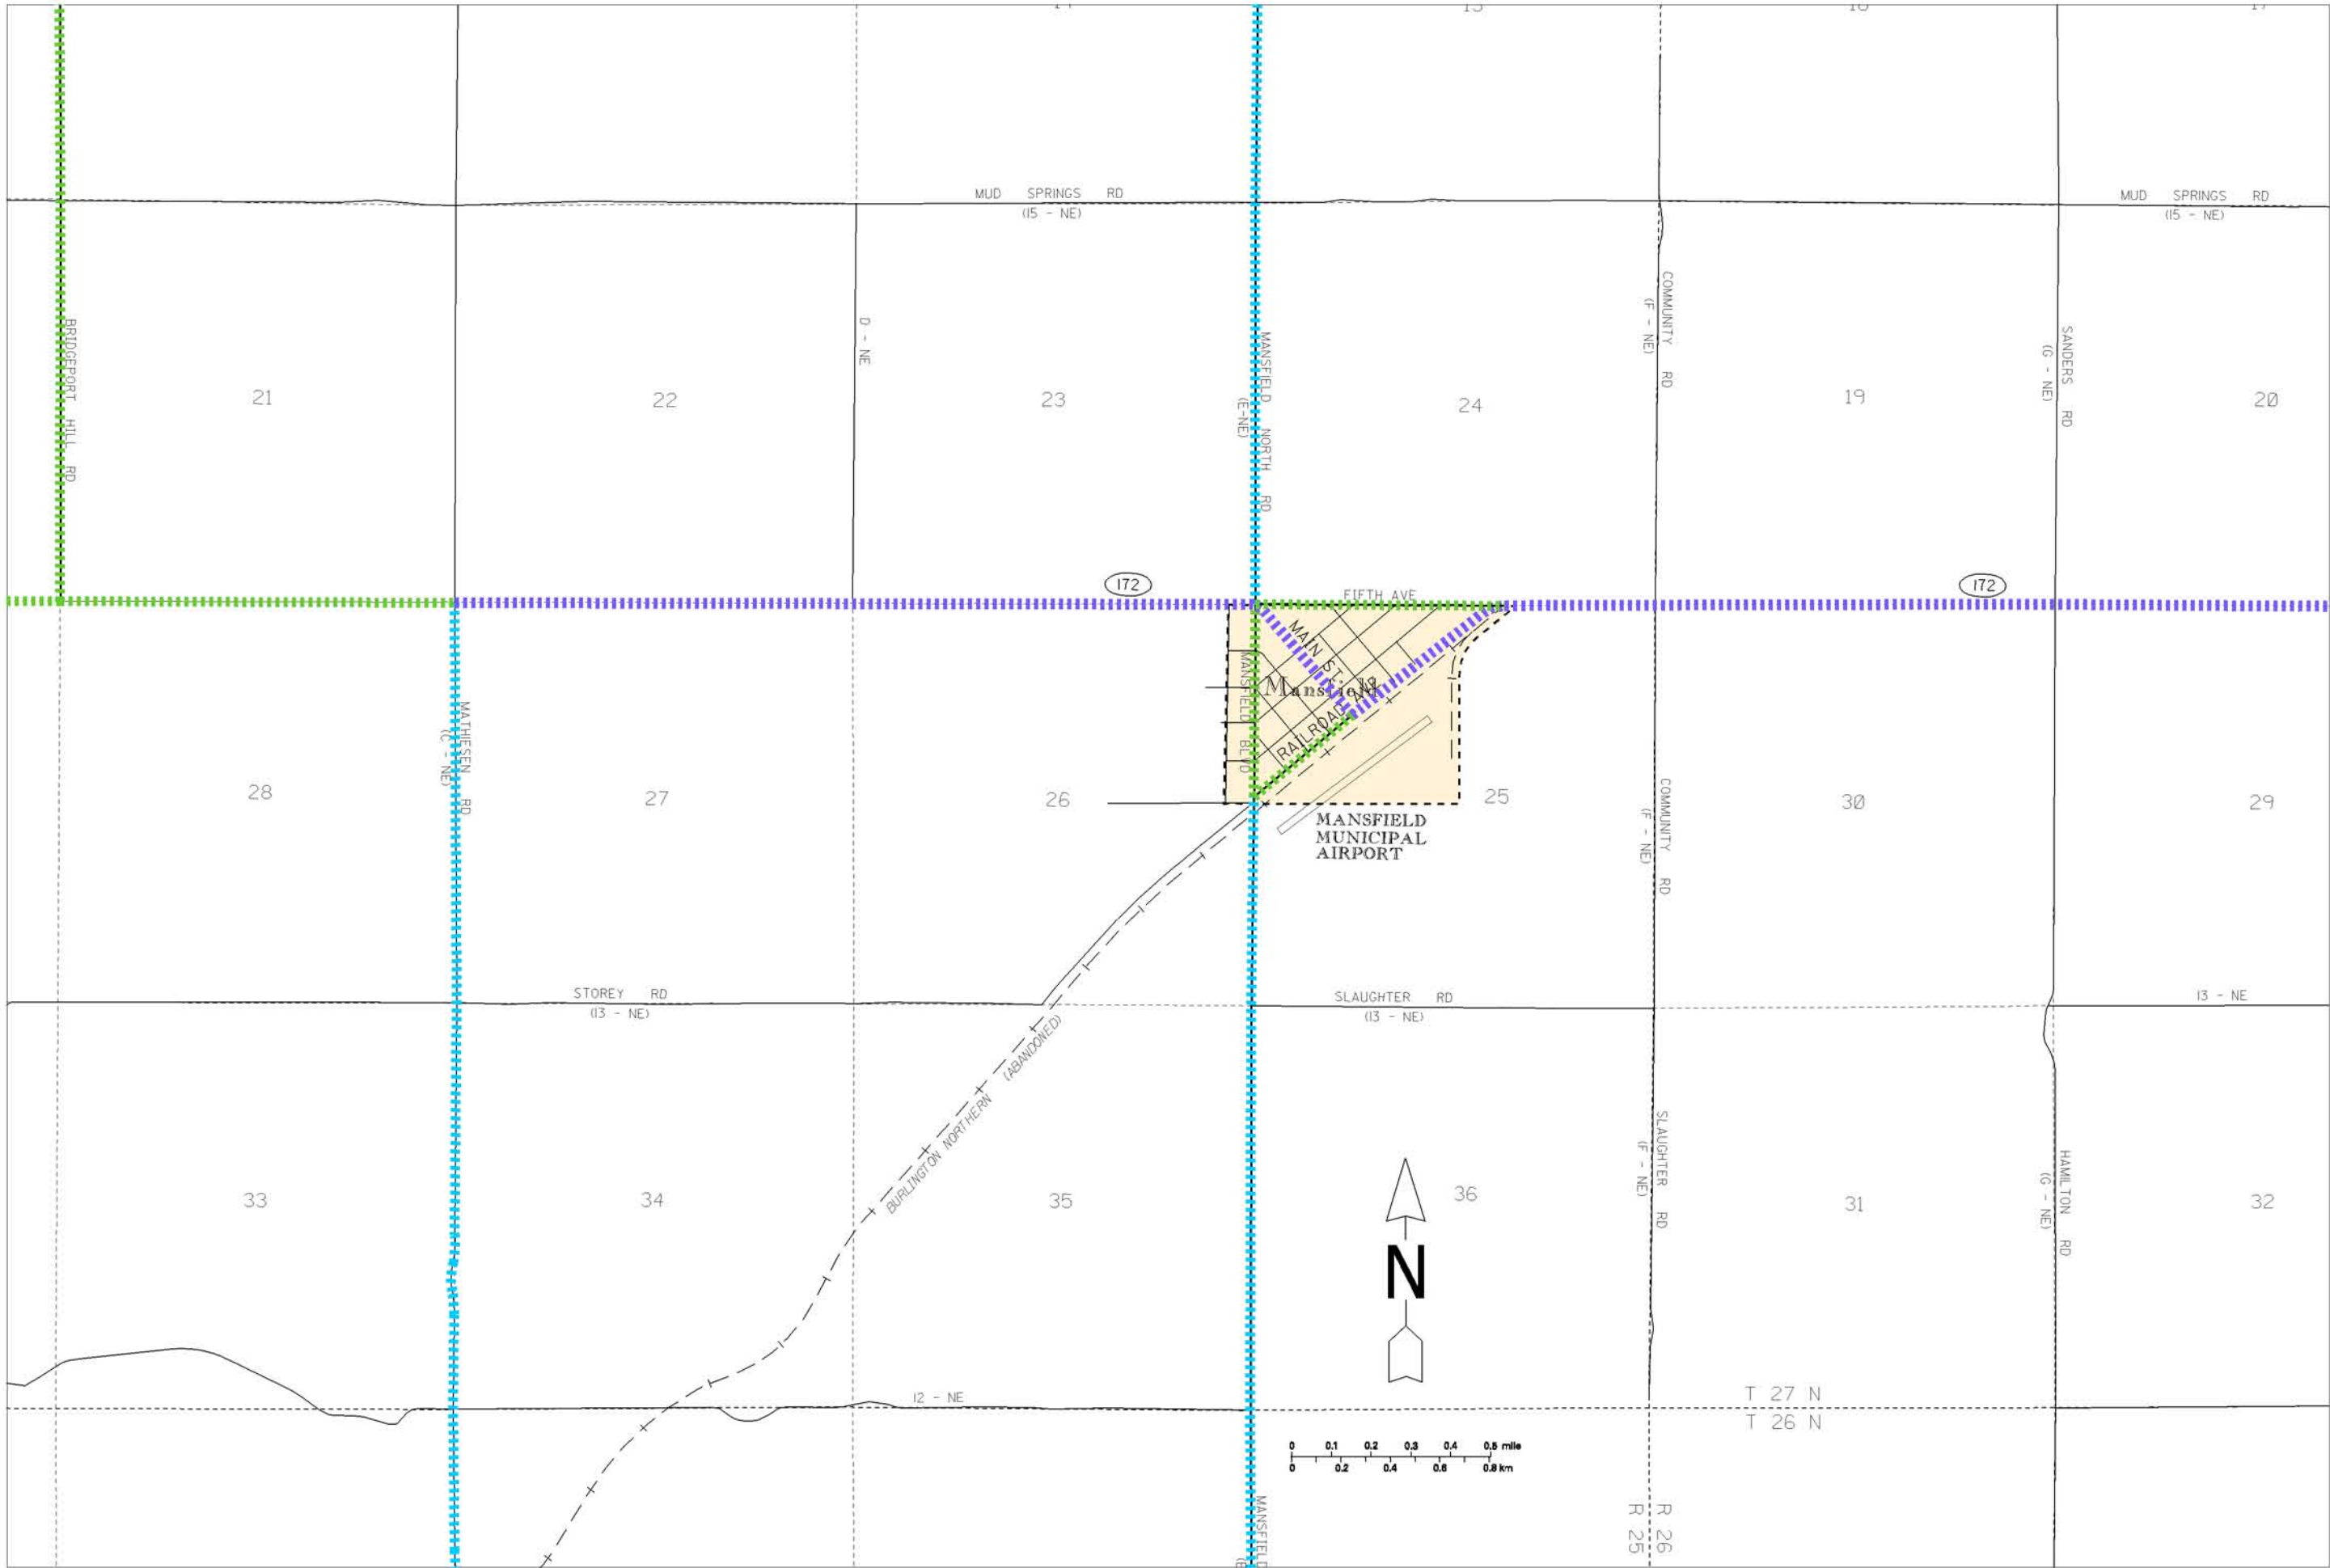 MUD SPRINGS RD
(15 - NE)
MUD SPRINGS RD
(15 - NE)
BRIDGEPORT HILL RD
D - NE
MANSFIELD NORTH RD
(E-NE)
COMMUNITY RD
(F - NE)
SANDERS RD
(G - NE)
21
22
23
24
19
20
172
FIFTH AVE
172
MAIN ST
MANSFIELD BLVD
Mansfield
RAILROAD AVE
MATHIESEN RD
(C - NE)
28
27
26
25
30
29
MANSFIELD
MUNICIPAL
AIRPORT
COMMUNITY RD
(F - NE)
STOREY RD
(13 - NE)
SLAUGHTER RD
(13 - NE)
13 - NE
BURLINGTON NORTHERN (ABANDONED)
SLAUGHTER RD
(F - NE)
HAMILTON RD
(G - NE)
33
34
35
36
31
32
N
12 - NE
T 27 N
T 26 N
0 0.1 0.2 0.3 0.4 0.5 mile
0 0.2 0.4 0.6 0.8 km
MANSFIELD
R 26
R 25